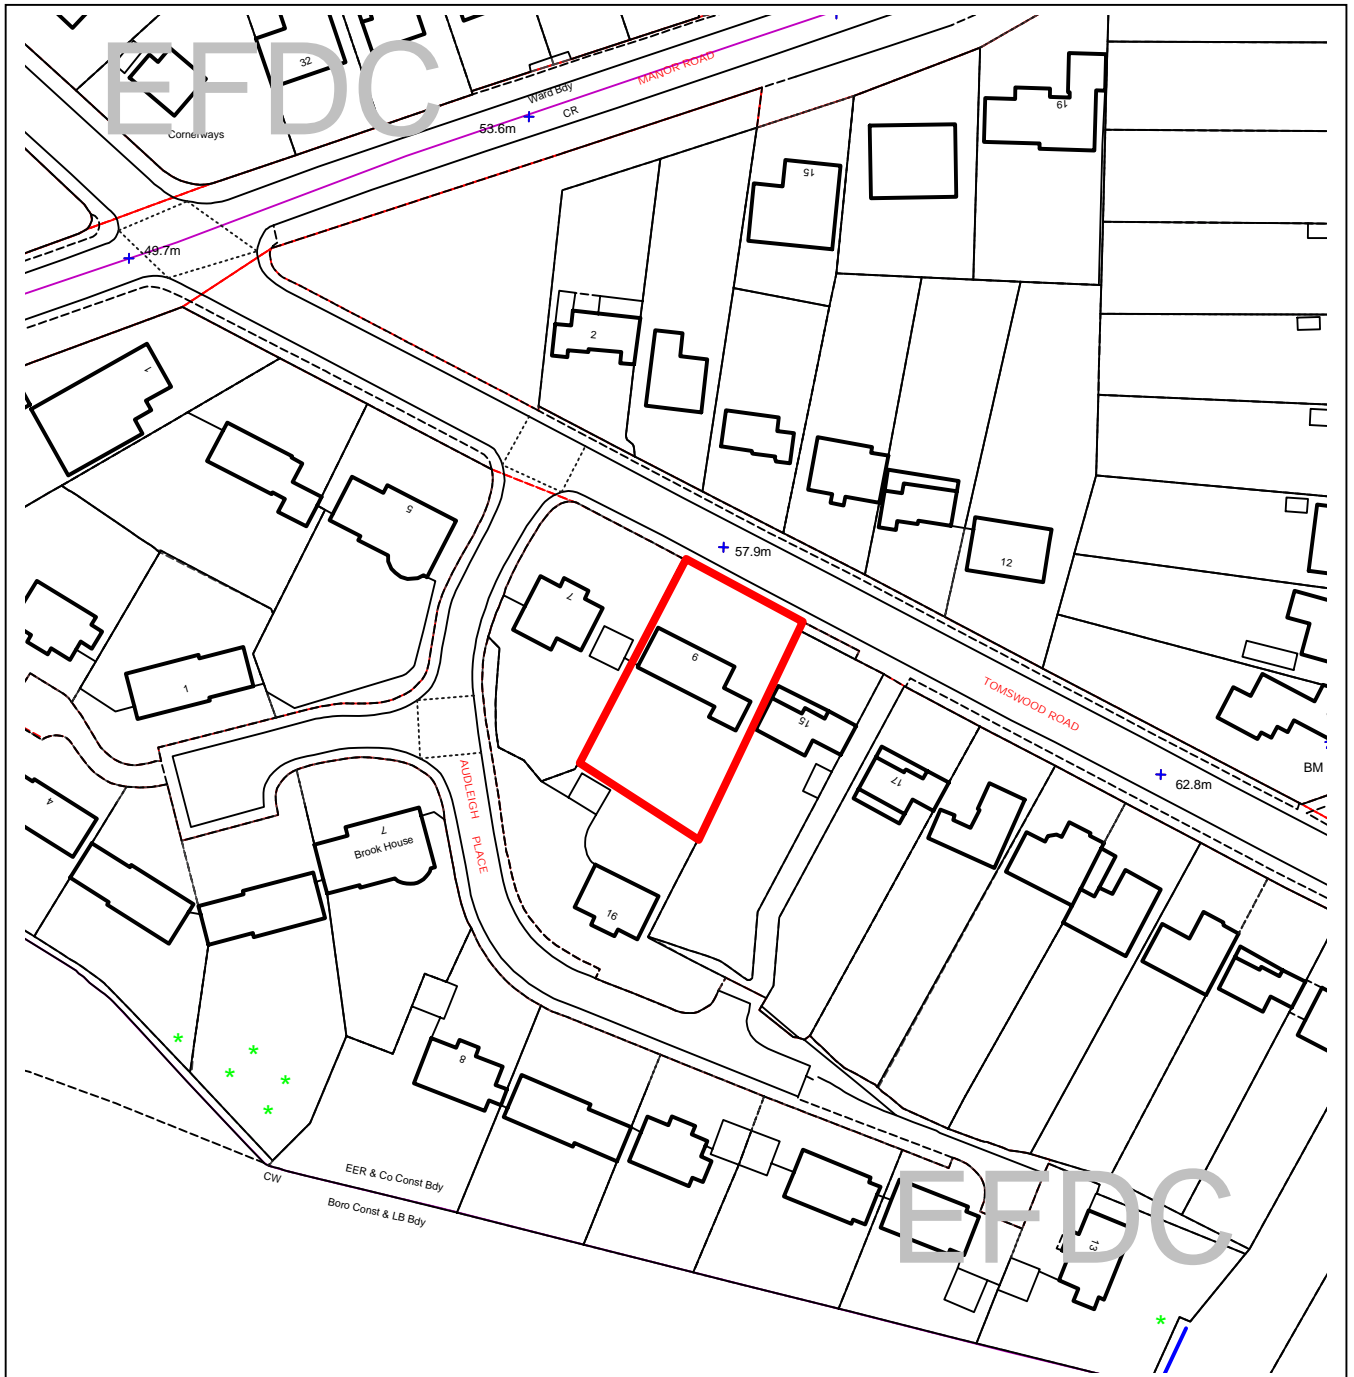 EFDC
32
Cornerways
MANOR ROAD
Ward Bdy
CR
53.6m
49.7m
19
15
2
1
5
57.9m
12
7
9
15
1
TOMSWOOD ROAD
BM
62.8m
17
AUDLEIGH PLACE
4
7
Brook House
16
8
EER & Co Const Bdy
CW
Boro Const & LB Bdy
EFDC
13